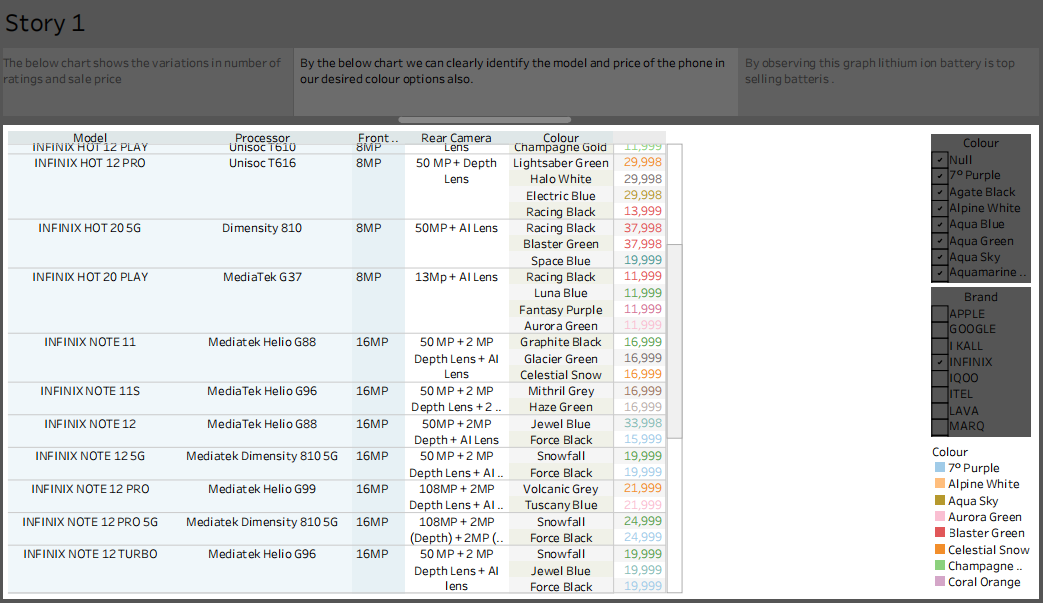 Story 1
The below chart shows the variations in number of
ratings and sale price
By the below chart we can clearly identify the model and price of the phone in
our desired colour options also.
By observing this graph lithium ion battery is top
selling batteris .
Model Processor Front .. Rear Camera Colour
INFINIX HOT 12 PLAY Unisoc T610 8MP Lens Champagne Gold 11,999
INFINIX HOT 12 PRO Unisoc T616 8MP 50 MP + Depth Lightsaber Green 29,998
Lens Halo White 29,998
Electric Blue 29,998
Racing Black 13,999
INFINIX HOT 20 5G Dimensity 810 8MP 50MP + AI Lens Racing Black 37,998
Blaster Green 37,998
Space Blue 19,999
INFINIX HOT 20 PLAY MediaTek G37 8MP 13Mp + AI Lens Racing Black 11,999
Luna Blue 11,999
Fantasy Purple 11,999
Aurora Green 11,999
INFINIX NOTE 11 Mediatek Helio G88 16MP 50 MP + 2 MP Graphite Black 16,999
Depth Lens + AI Glacier Green 16,999
Lens Celestial Snow 16,999
INFINIX NOTE 11S MediaTek Helio G96 16MP 50 MP + 2 MP Mithril Grey 16,999
Depth Lens + 2 .. Haze Green 16,999
INFINIX NOTE 12 MediaTek Helio G88 16MP 50MP + 2MP Jewel Blue 33,998
Depth + AI Lens Force Black 15,999
INFINIX NOTE 12 5G Mediatek Dimensity 810 5G 16MP 50 MP + 2 MP Snowfall 19,999
Depth Lens + AI .. Force Black 19,999
INFINIX NOTE 12 PRO Mediatek Helio G99 16MP 108MP + 2MP Volcanic Grey 21,999
Depth Lens + AI .. Tuscany Blue 21,999
INFINIX NOTE 12 PRO 5G Mediatek Dimensity 810 5G 16MP 108MP + 2MP Snowfall 24,999
(Depth) + 2MP (.. Force Black 24,999
INFINIX NOTE 12 TURBO Mediatek Helio G96 16MP 50 MP + 2 MP Snowfall 19,999
Depth Lens + AI Jewel Blue 19,999
lens Force Black 19,999
Colour
Null
7º Purple
Agate Black
Alpine White
Aqua Blue
Aqua Green
Aqua Sky
Aquamarine ..
Brand
APPLE
GOOGLE
I KALL
INFINIX
IQOO
ITEL
LAVA
MARQ
Colour
7º Purple
Alpine White
Aqua Sky
Aurora Green
Blaster Green
Celestial Snow
Champagne ..
Coral Orange